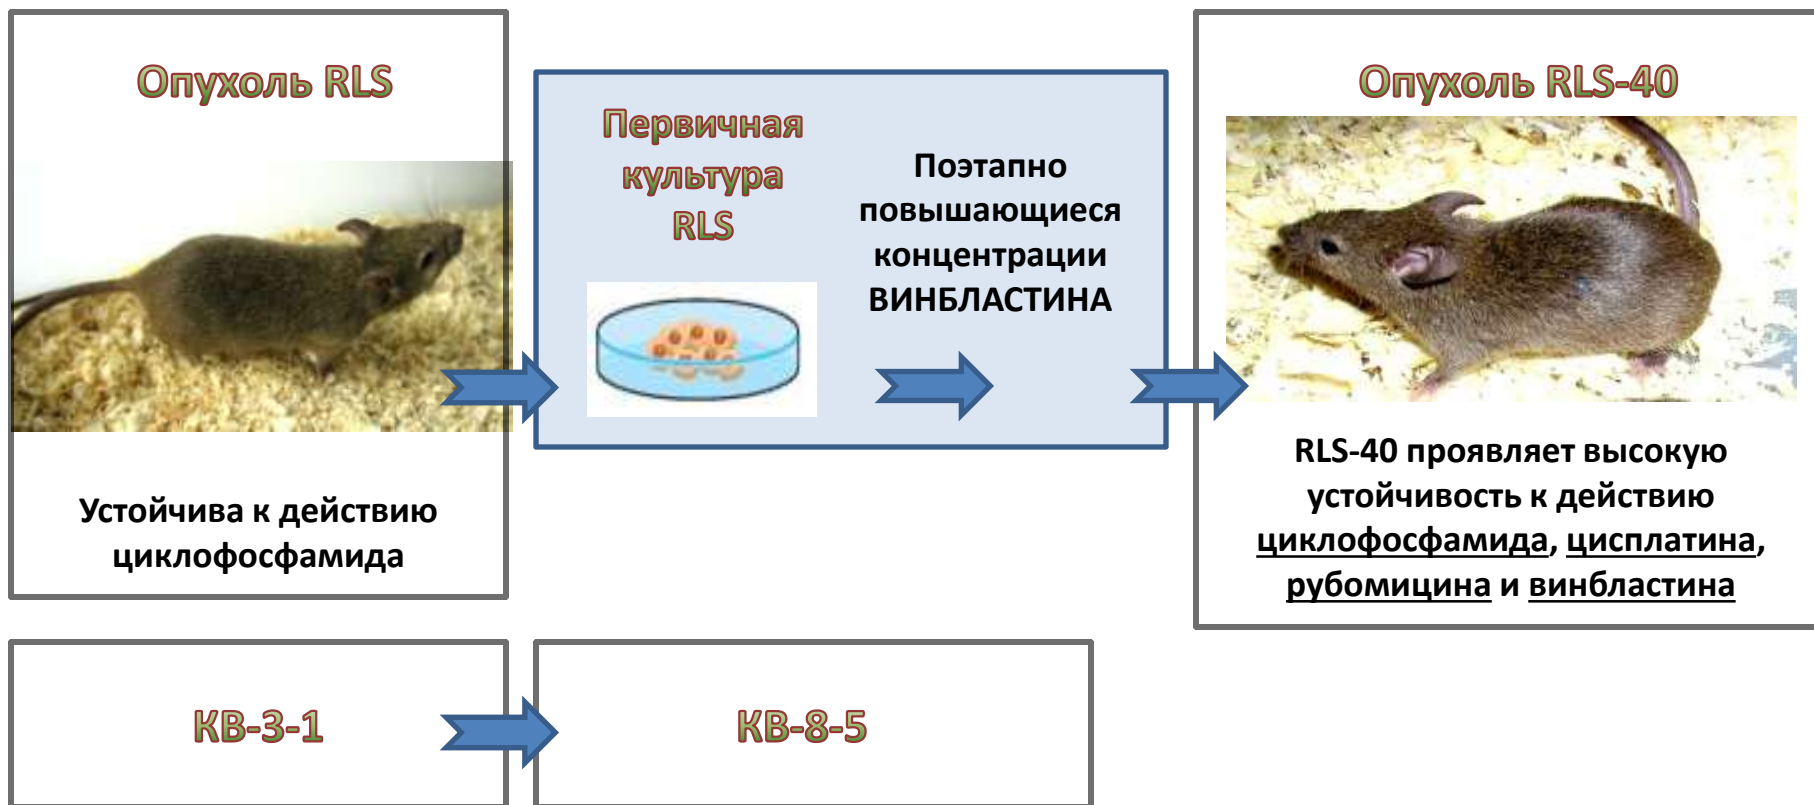 Опухоль RLS
Устойчива к действию
циклофосфамида
Первичная
культура
RLS
Поэтапно
повышающиеся
концентрации
ВИНБЛАСТИНА
Опухоль RLS-40
RLS-40 проявляет высокую
устойчивость к действию
циклофосфамида, цисплатина,
рубомицина и винбластина
КВ-3-1
КВ-8-5